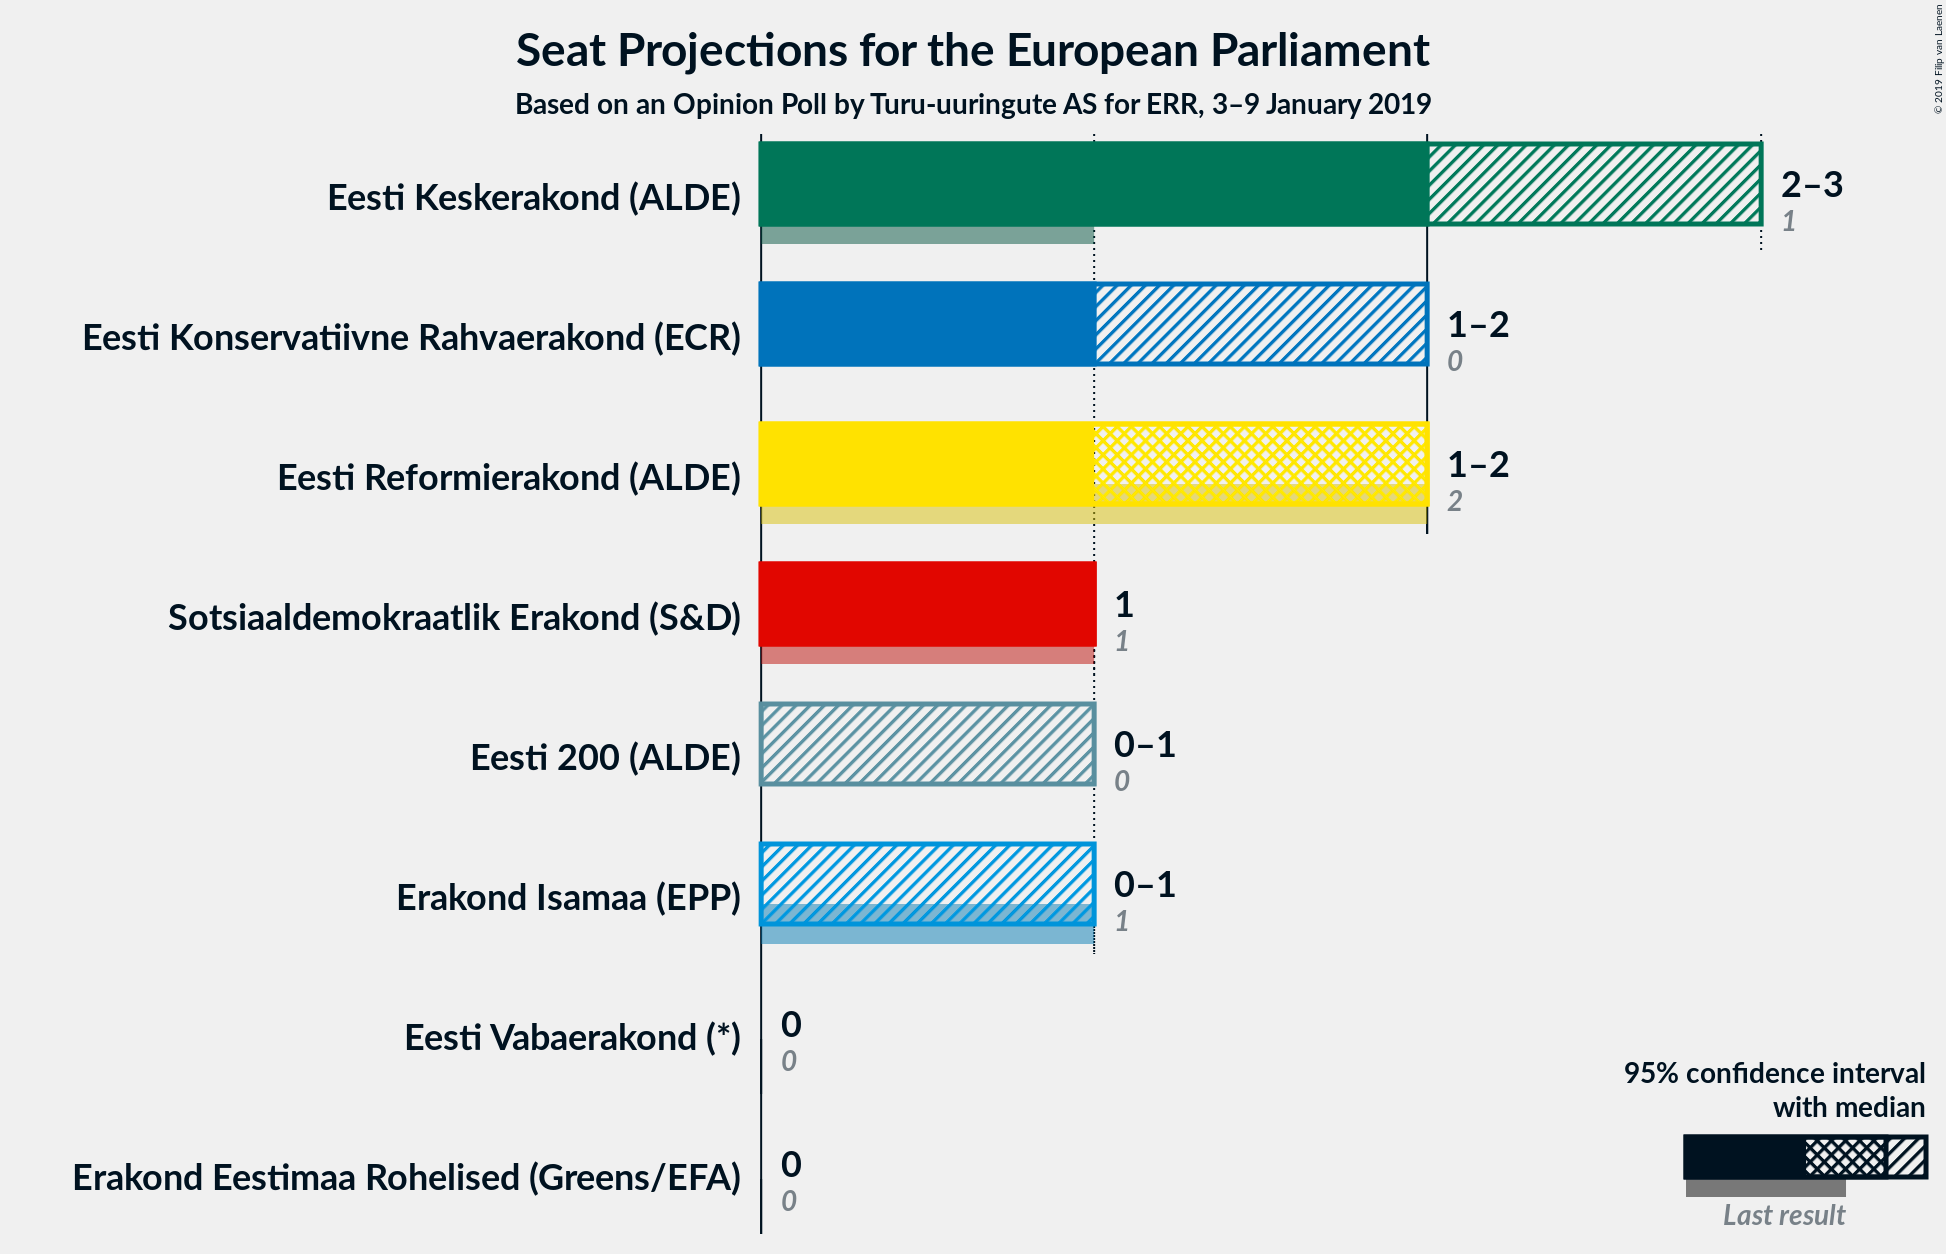 Seat Projections for the European Parliament
Based on an Opinion Poll by Turu-uuringute AS for ERR, 3–9 January 2019
© 2019 Filip van Laenen
Eesti Keskerakond (ALDE)
2–3
1
Eesti Konservatiivne Rahvaerakond (ECR)
1–2
0
Eesti Reformierakond (ALDE)
1–2
2
Sotsiaaldemokraatlik Erakond (S&D)
1
1
Eesti 200 (ALDE)
0–1
0
Erakond Isamaa (EPP)
0–1
1
Eesti Vabaerakond (*)
0
0
Erakond Eestimaa Rohelised (Greens/EFA)
0
0
95% confidence interval
with median
Last result